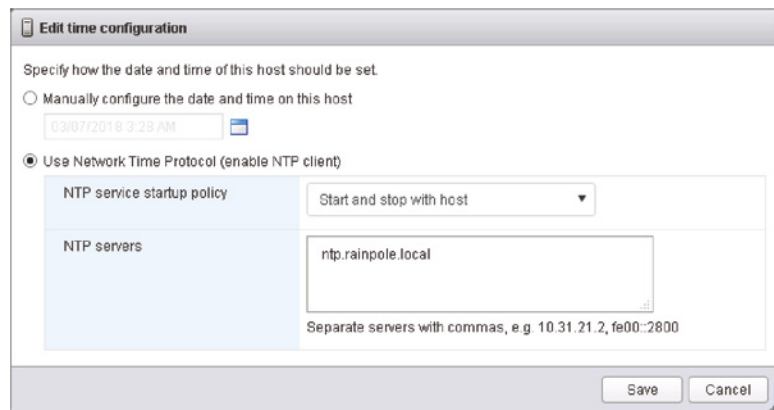 Edit time configuration
Specify how the date and time of this host should be set.
Manually configure the date and time on this host
03/07/2018 3:28 AM
Use Network Time Protocol (enable NTP client)
NTP service startup policy
Start and stop with host
NTP servers
ntp.rainpole.local
Separate servers with commas, e.g. 10.31.21.2, fe00::2800
Save
Cancel